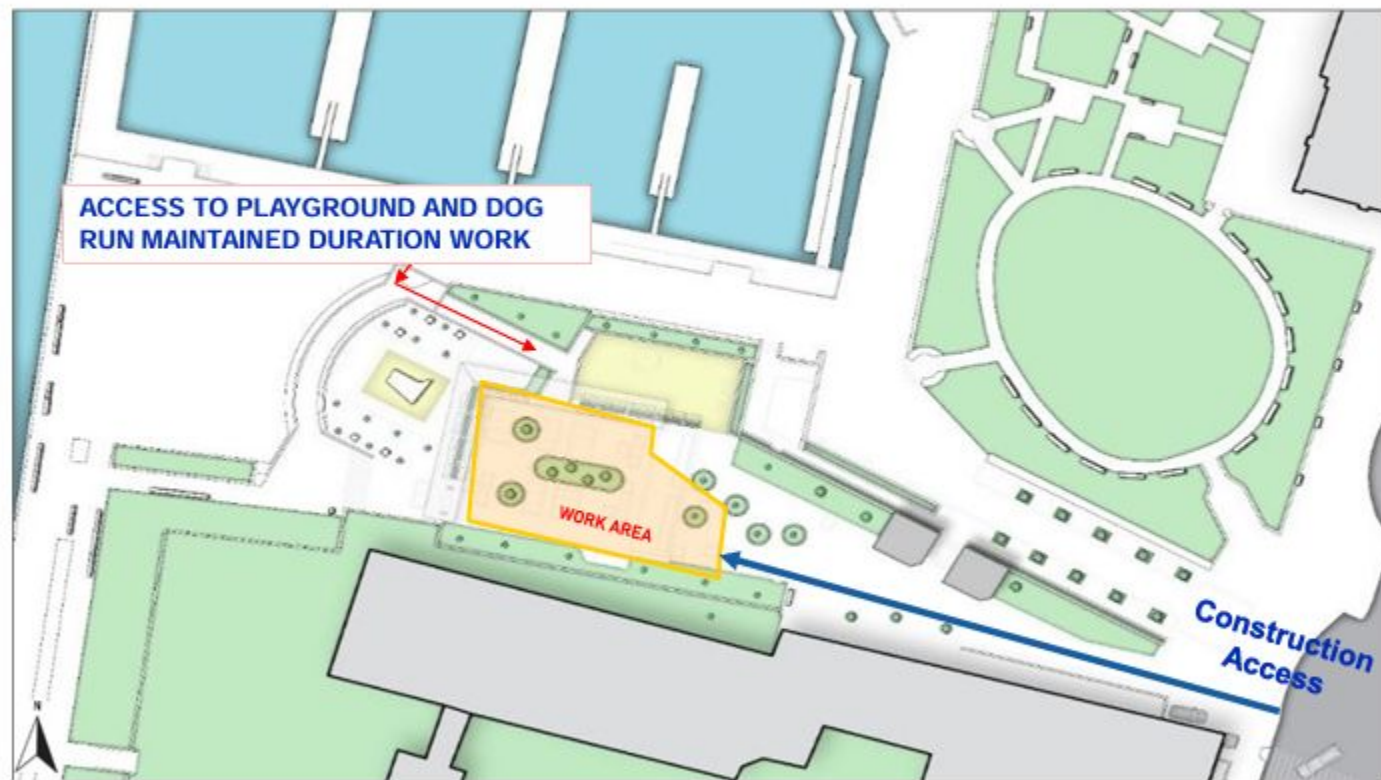 ACCESS TO PLAYGROUND AND DOG
RUN MAINTAINED DURATION WORK
WORK AREA
Construction
Access
N